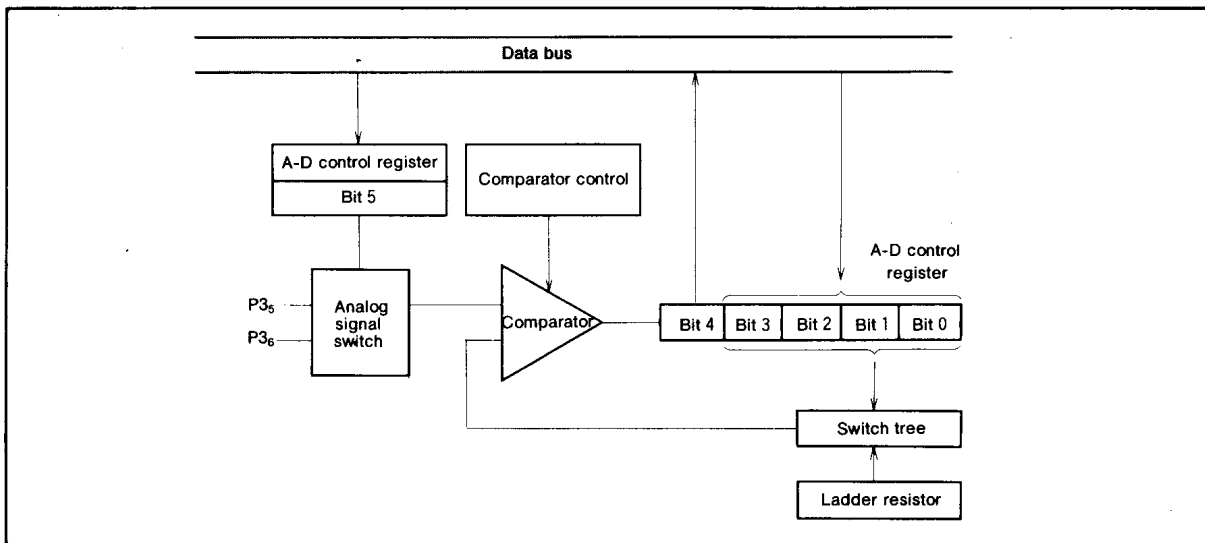 Data bus
A-D control register
Bit 5
Comparator control
A-D control
register
P3₅
P3₆
Analog
signal
switch
Comparator
Bit 4
Bit 3
Bit 2
Bit 1
Bit 0
Switch tree
Ladder resistor